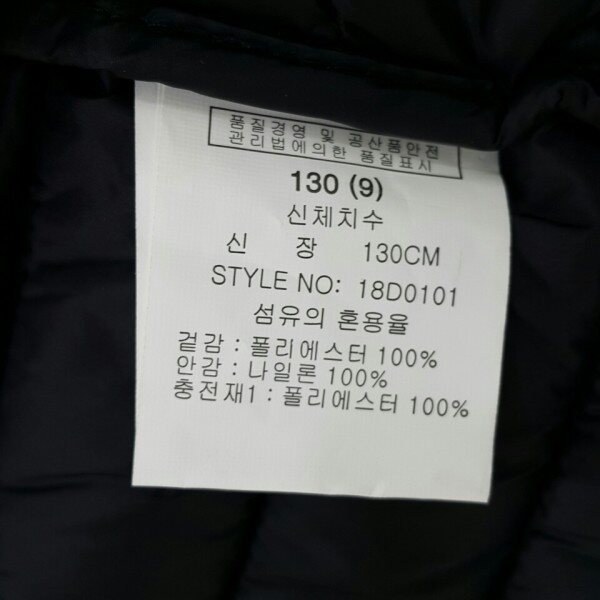 품질경영 및 공산품안전
관리법에의한 품질표시
130 (9)
신체치수
신 장 130CM
STYLE NO: 18D0101
섬유의 혼용율
겉감 : 폴리에스터 100%
안감 : 나일론 100%
충전재1 : 폴리에스터 100%